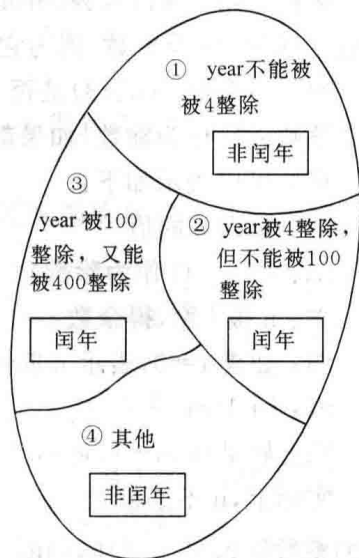 ① year不能被
被4整除
非闰年
③
year 被100
整除，又能
被400整除
闰年
② year被4整除，
但不能被100
整除
闰年
④ 其他
非闰年